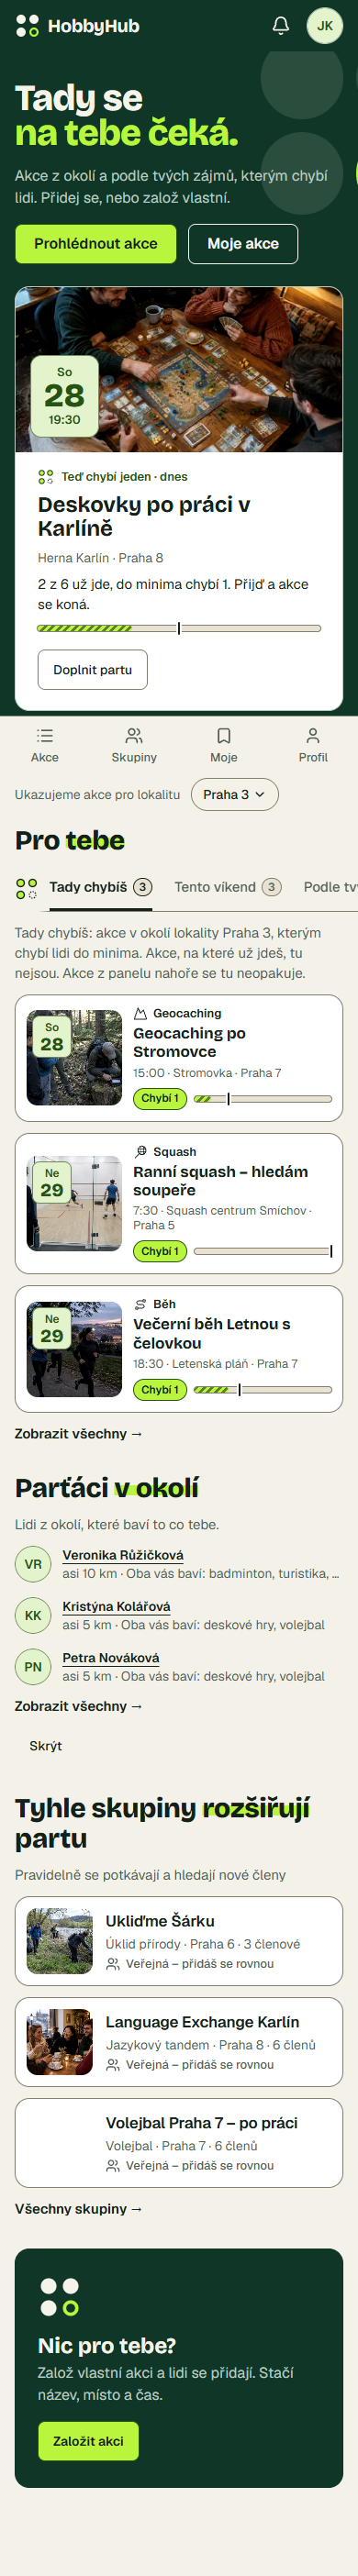 HobbyHub
JK
Tady se
na tebe čeká.
Akce z okolí a podle tvých zájmů, kterým chybí
lidi. Přidej se, nebo založ vlastní.
Prohlédnout akce
Moje akce
So
28
19:30
Teď chybí jeden · dnes
Deskovky po práci v
Karlíně
Herna Karlín · Praha 8
2 z 6 už jde, do minima chybí 1. Přijď a akce
se koná.
Doplnit partu
Akce
Skupiny
Moje
Profil
Ukazujeme akce pro lokalitu
Praha 3
Pro tebe
Tady chybíš 3
Tento víkend 3
Podle tv
Tady chybíš: akce v okolí lokality Praha 3, kterým
chybí lidi do minima. Akce, na které už jdeš, tu
nejsou. Akce z panelu nahoře se tu neopakuje.
So
28
Geocaching
Geocaching po
Stromovce
15:00 · Stromovka · Praha 7
Chybí 1
Ne
29
Squash
Ranní squash – hledám
soupeře
7:30 · Squash centrum Smíchov ·
Praha 5
Chybí 1
Ne
29
Běh
Večerní běh Letnou s
čelovkou
18:30 · Letenská pláň · Praha 7
Chybí 1
Zobrazit všechny →
Parťáci v okolí
Lidi z okolí, které baví to co tebe.
VR
Veronika Růžičková
asi 10 km · Oba vás baví: badminton, turistika, …
KK
Kristýna Kolářová
asi 5 km · Oba vás baví: deskové hry, volejbal
PN
Petra Nováková
asi 5 km · Oba vás baví: deskové hry, volejbal
Zobrazit všechny →
Skrýt
Tyhle skupiny rozšiřují
partu
Pravidelně se potkávají a hledají nové členy
Ukliďme Šárku
Úklid přírody · Praha 6 · 3 členové
Veřejná – přidáš se rovnou
Language Exchange Karlín
Jazykový tandem · Praha 8 · 6 členů
Veřejná – přidáš se rovnou
Volejbal Praha 7 – po práci
Volejbal · Praha 7 · 6 členů
Veřejná – přidáš se rovnou
Všechny skupiny →
Nic pro tebe?
Založ vlastní akci a lidi se přidají. Stačí
název, místo a čas.
Založit akci